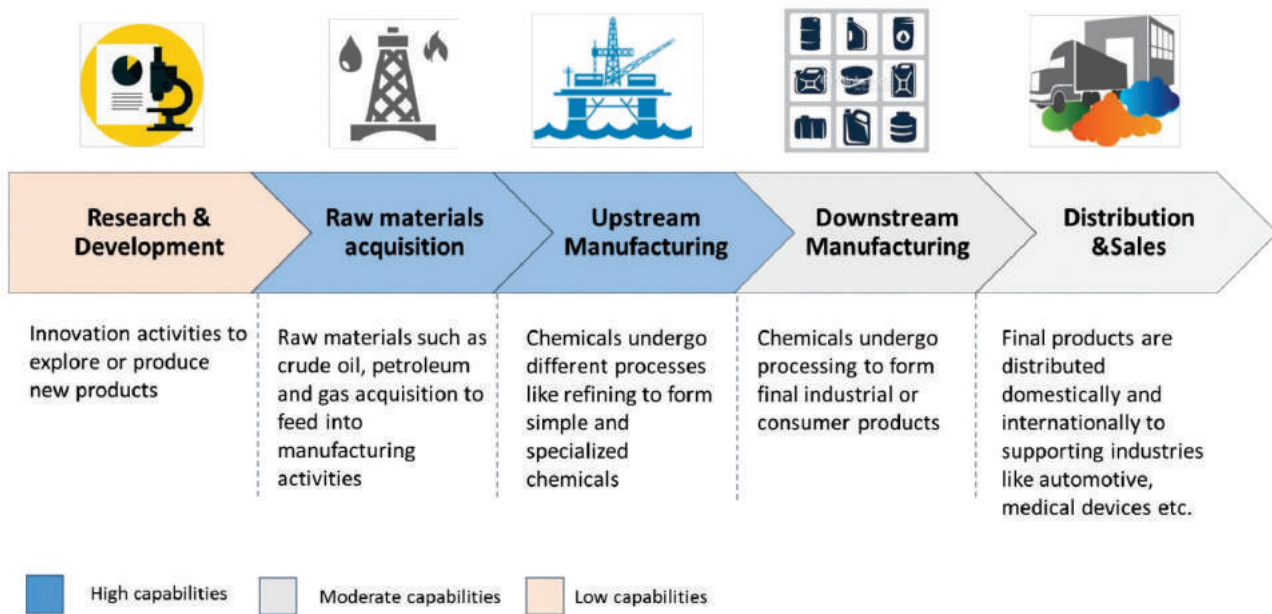 Research &
Development
Raw materials
acquisition
Upstream
Manufacturing
Downstream
Manufacturing
Distribution
&Sales
Innovation activities to
explore or produce
new products
Raw materials such as
crude oil, petroleum
and gas acquisition to
feed into
manufacturing
activities
Chemicals undergo
different processes
like refining to form
simple and
specialized
chemicals
Chemicals undergo
processing to form
final industrial or
consumer products
Final products are
distributed
domestically and
internationally to
supporting industries
like automotive,
medical devices etc.
High capabilities
Moderate capabilities
Low capabilities